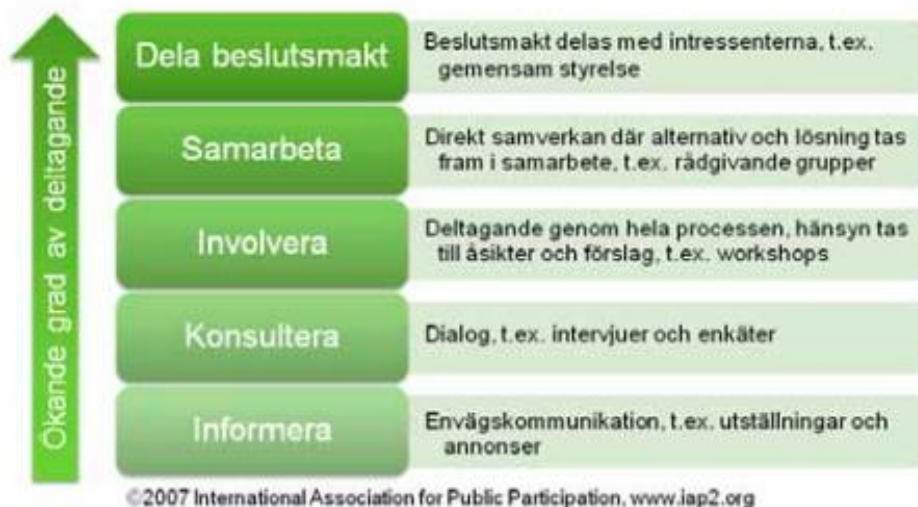 Ökande grad av deltagande
Dela beslutsmakt
Beslutsmakt delas med intressenterna, t.ex.
gemensam styrelse
Samarbeta
Direkt samverkan där alternativ och lösning tas
fram i samarbete, t.ex. rådgivande grupper
Involvera
Deltagande genom hela processen, hänsyn tas
till åsikter och förslag, t.ex. workshops
Konsultera
Dialog, t.ex. intervjuer och enkäter
Informera
Envägskommunikation, t.ex. utställningar och
annonser
©2007 International Association for Public Participation, www.iap2.org